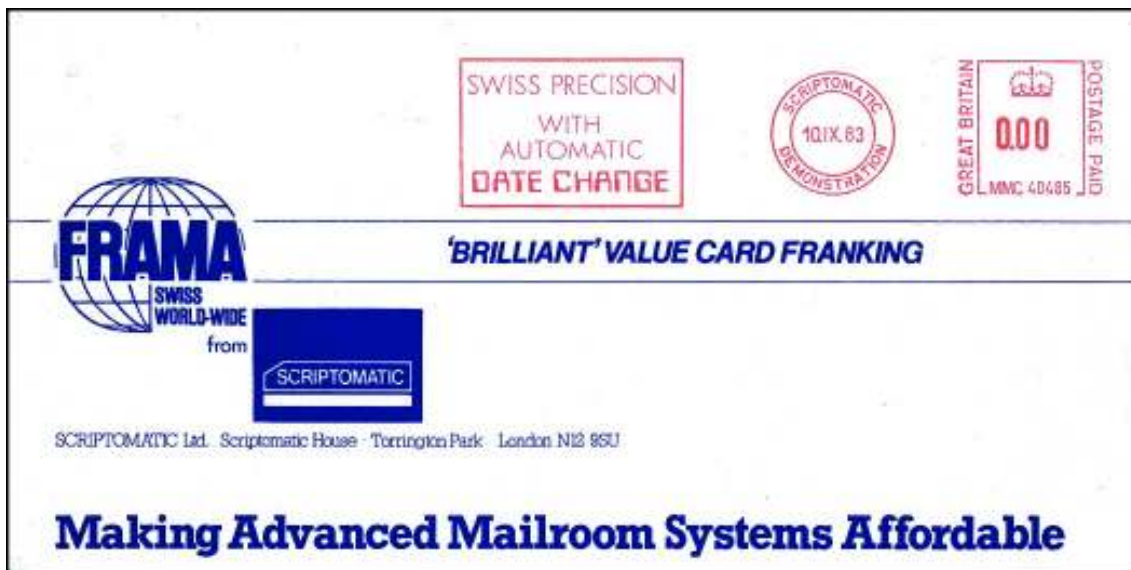 SWISS PRECISION
WITH
AUTOMATIC
DATE CHANGE
SCRIPTOMATIC
10.IX.83
DEMONSTRATION
GREAT BRITAIN
0.00
MMC 40485
POSTAGE PAID
'BRILLIANT' VALUE CARD FRANKING
FRAMA
SWISS
WORLD-WIDE
from
SCRIPTOMATIC
SCRIPTOMATIC Ltd. Scriptomatic House · Torrington Park · London N12 9SU
Making Advanced Mailroom Systems Affordable